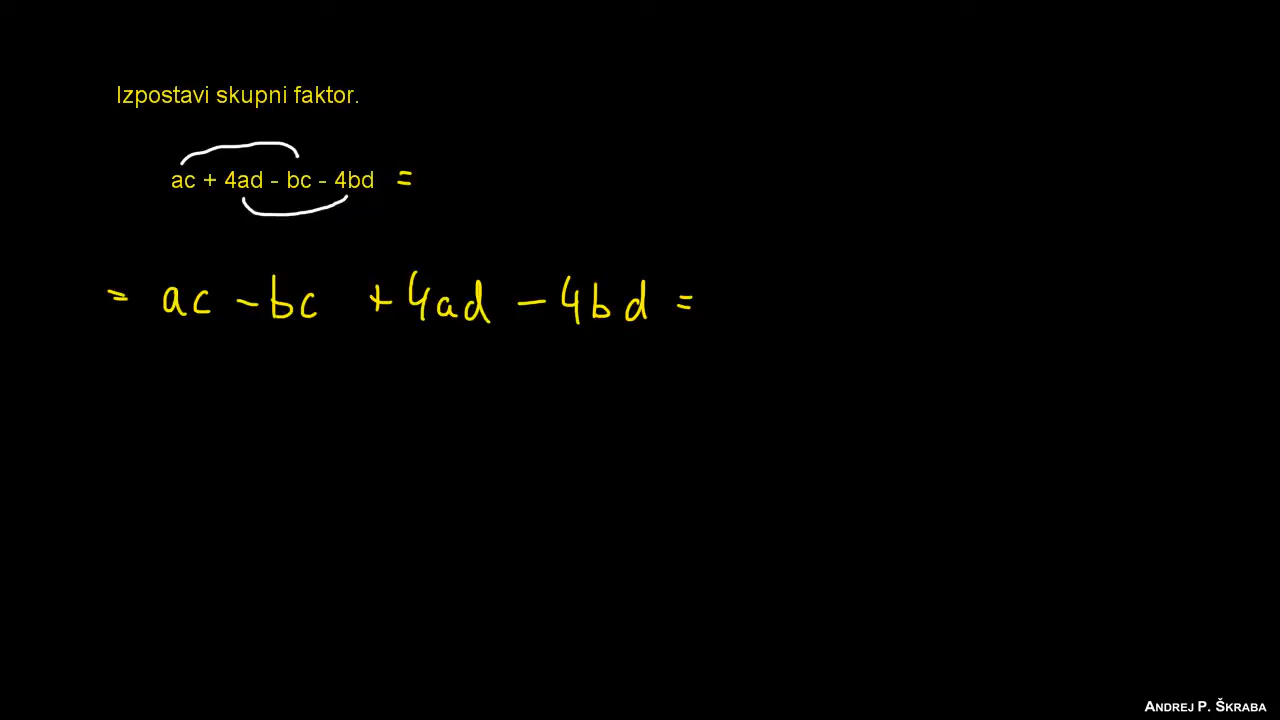 Izpostavi skupni faktor.
ac + 4ad - bc - 4bd =
= ac - bc + 4ad - 4bd =
ANDREJ P. ŠKRABA